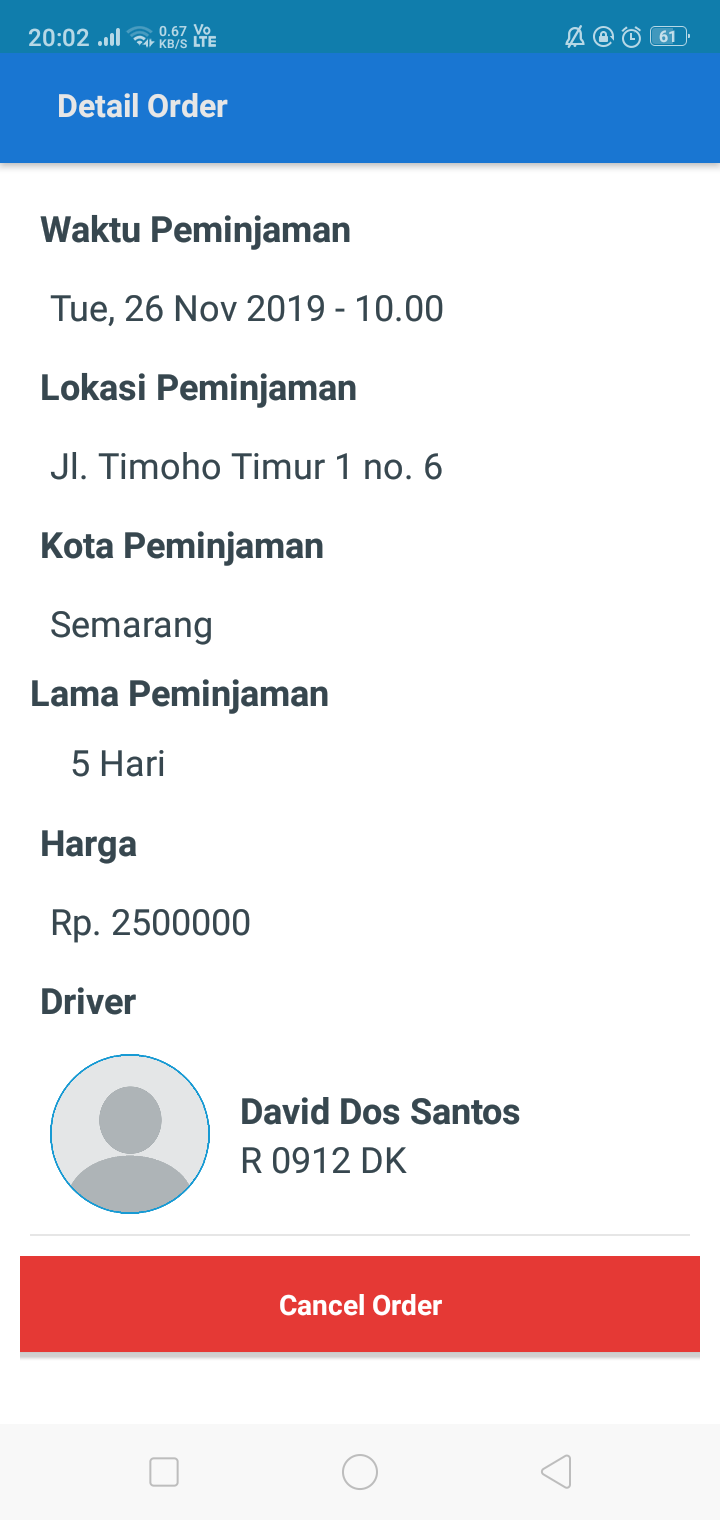 20:02 0.67 KB/S Vo LTE 61
Detail Order
Waktu Peminjaman
Tue, 26 Nov 2019 - 10.00
Lokasi Peminjaman
Jl. Timoho Timur 1 no. 6
Kota Peminjaman
Semarang
Lama Peminjaman
5 Hari
Harga
Rp. 2500000
Driver
David Dos Santos
R 0912 DK
Cancel Order